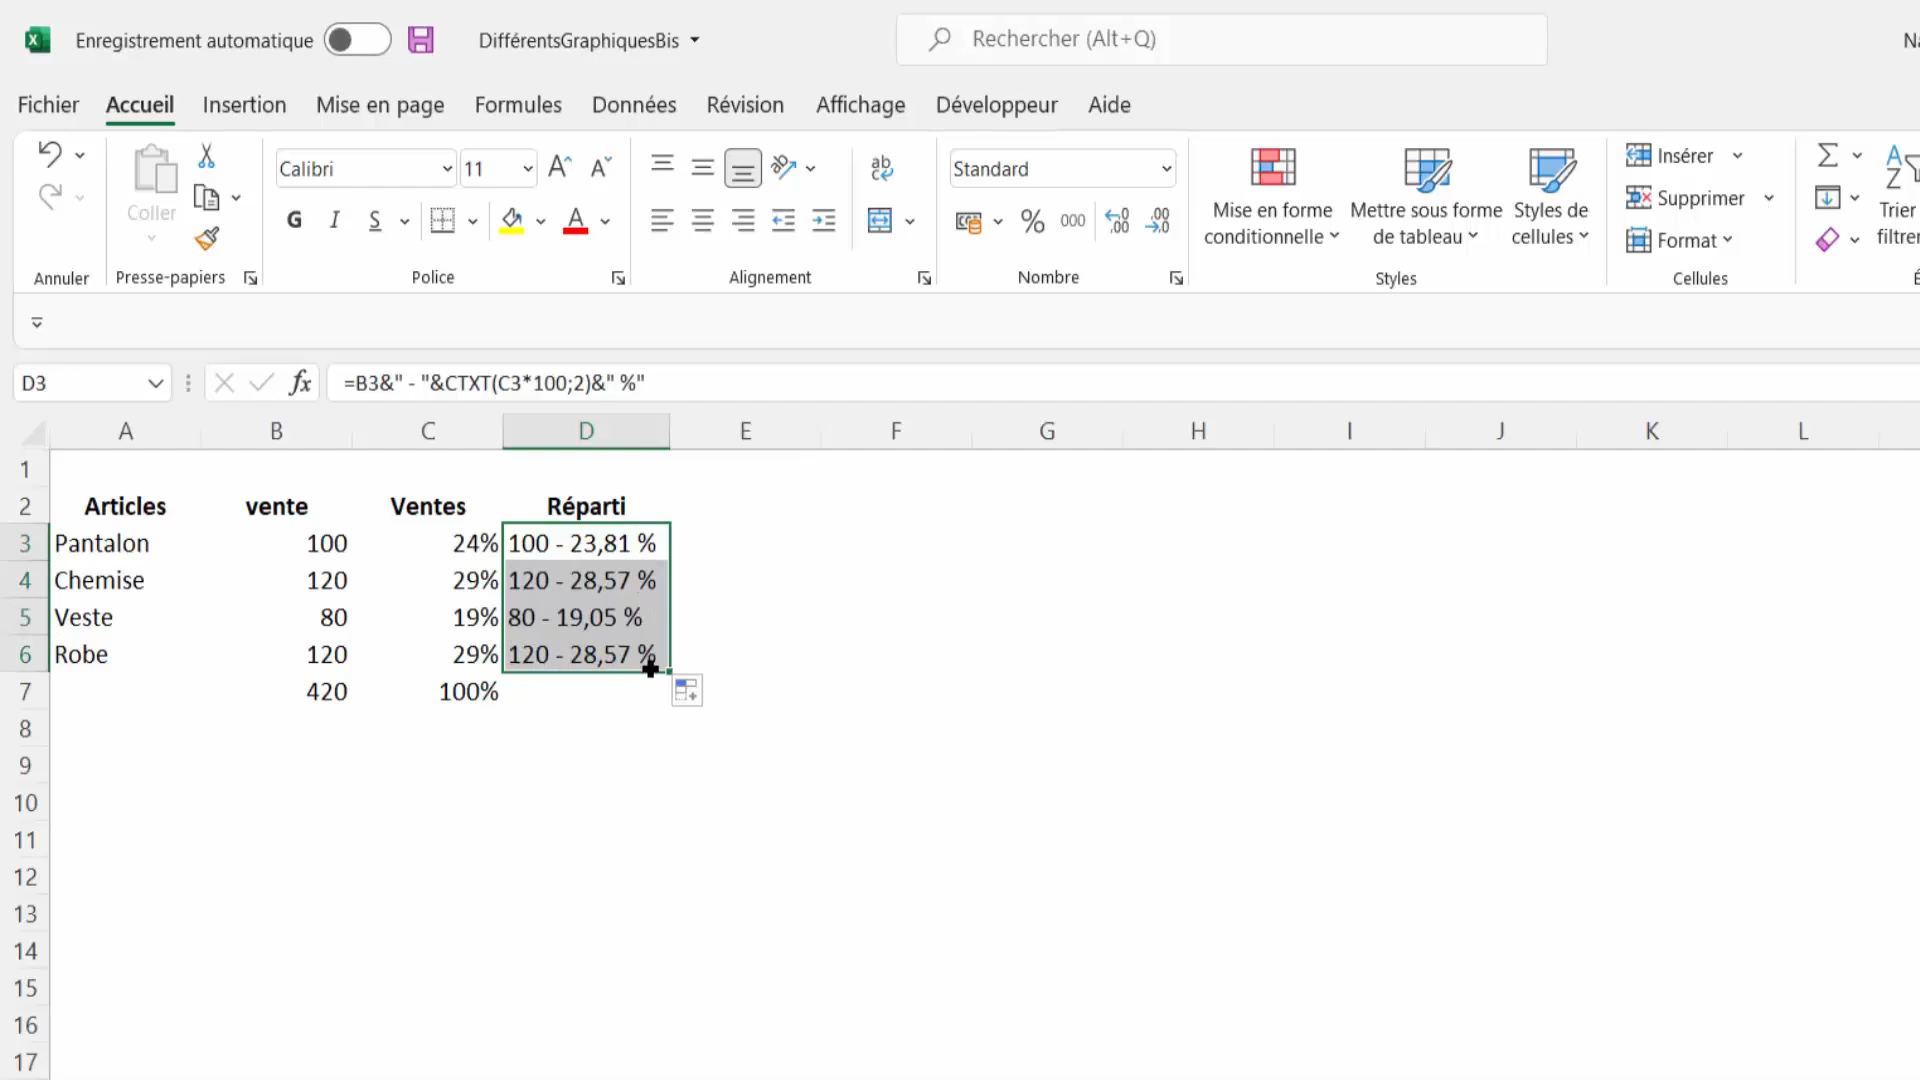 Enregistrement automatique DifférentsGraphiquesBis Rechercher (Alt+Q)
Fichier Accueil Insertion Mise en page Formules Données Révision Affichage Développeur Aide
Coller Calibri 11 Standard
G I S % 000
Mise en forme conditionnelle
Mettre sous forme de tableau
Styles de cellules
Insérer
Supprimer
Format
Trier
filtrer
Annuler Presse-papiers Police Alignement Nombre Styles Cellules
D3 fx =B3&" - "&CTXT(C3*100;2)&" %"
A B C D E F G H I J K L
1
2 Articles vente Ventes Réparti
3 Pantalon 100 24% 100 - 23,81 %
4 Chemise 120 29% 120 - 28,57 %
5 Veste 80 19% 80 - 19,05 %
6 Robe 120 29% 120 - 28,57 %
7 420 100%
8
9
10
11
12
13
14
15
16
17